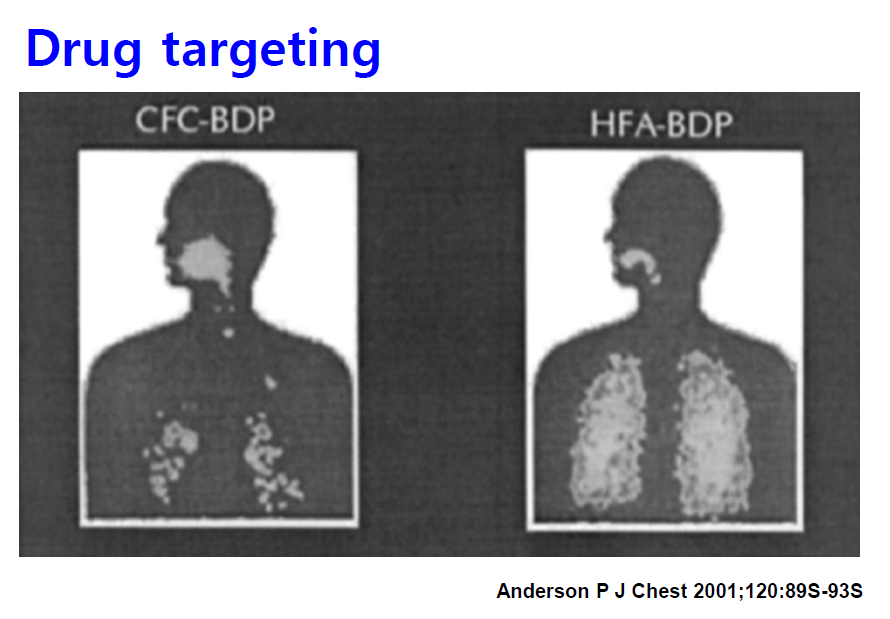 Drug targeting
CFC-BDP
HFA-BDP
Anderson P J Chest 2001;120:89S-93S